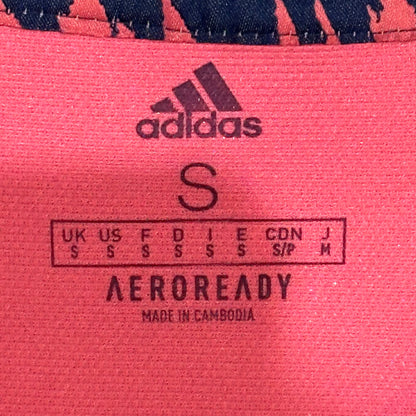 adidas
S
UK US F D I E CDN J
S S S S S S S/P M
AEROREADY
MADE IN CAMBODIA